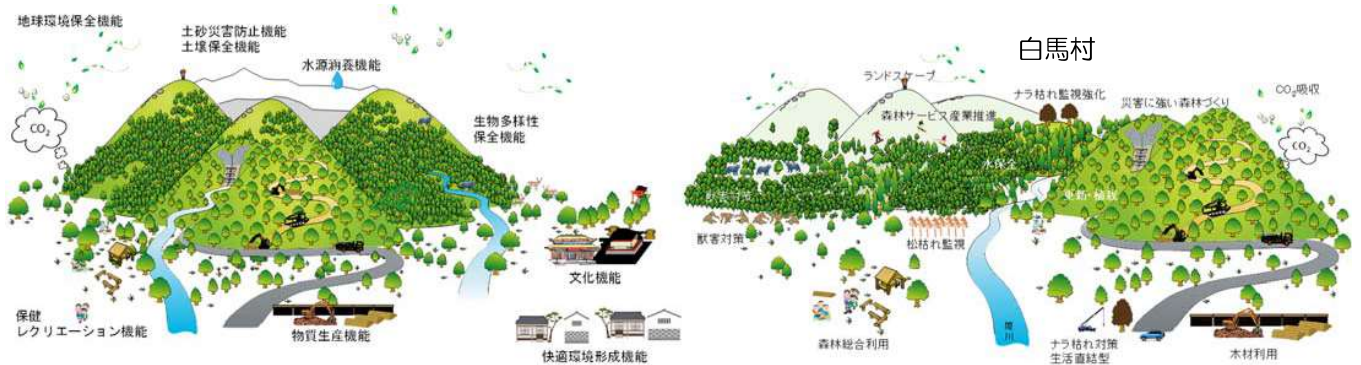 地球環境保全機能
土砂災害防止機能
土壌保全機能
水源涵養機能
CO₂
生物多様性
保全機能
文化機能
保健
レクリエーション機能
物質生産機能
快適環境形成機能
白馬村
ランドスケープ
ナラ枯れ監視強化
災害に強い森林づくり
CO₂吸収
森林サービス産業推進
CO₂
水保全
更新・植栽
獣害対策
松枯れ監視
森林総合利用
ナラ枯れ対策
生活直結型
木材利用